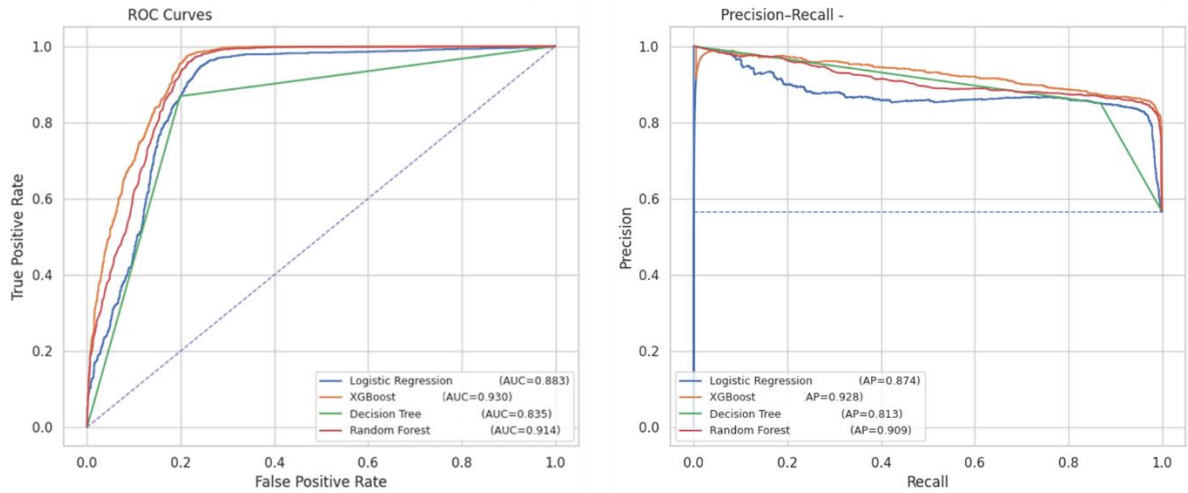 ROC Curves
1.0
0.8
0.6
0.4
0.2
0.0
True Positive Rate
0.0 0.2 0.4 0.6 0.8 1.0
False Positive Rate
Logistic Regression (AUC=0.883)
XGBoost (AUC=0.930)
Decision Tree (AUC=0.835)
Random Forest (AUC=0.914)
Precision–Recall -
1.0
0.8
0.6
0.4
0.2
0.0
Precision
0.0 0.2 0.4 0.6 0.8 1.0
Recall
Logistic Regression (AP=0.874)
XGBoost AP=0.928)
Decision Tree (AP=0.813)
Random Forest (AP=0.909)